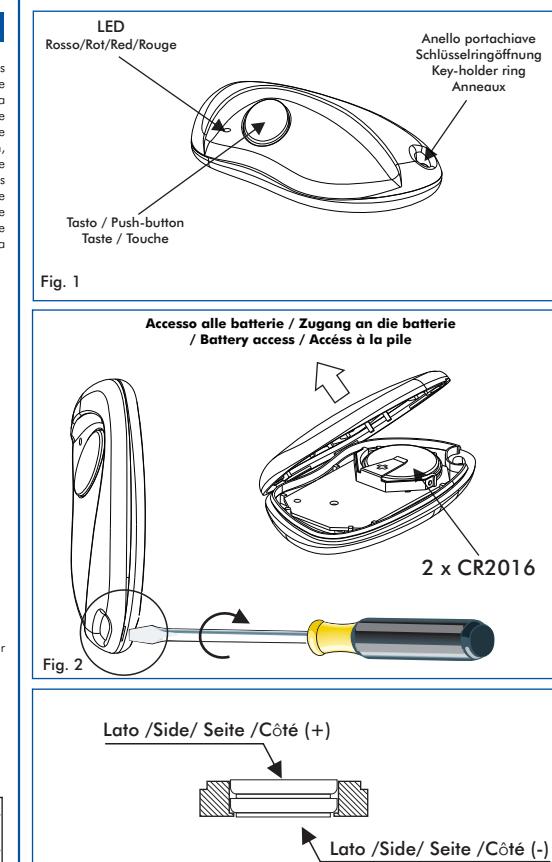 LED
Rosso/Rot/Red/Rouge
Anello portachiave
Schlüsselringöffnung
Key-holder ring
Anneaux
Tasto / Push-button
Taste / Touche
Fig. 1
Accesso alle batterie / Zugang an die batterie
/ Battery access / Accéss à la pile
2 x CR2016
Fig. 2
Lato /Side/ Seite /Côté (+)
Lato /Side/ Seite /Côté (-)